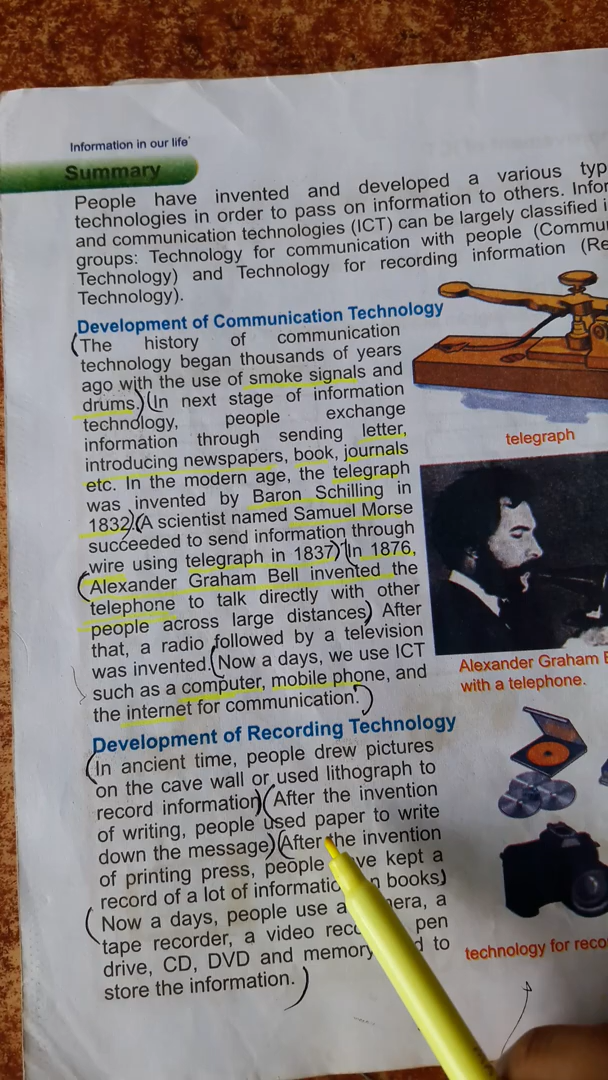 Information in our life
Summary
People have invented and developed a various
technologies in order to pass on information to others.
and communication technologies (ICT) can be largely classified
groups: Technology for communication with people
Technology) and Technology for recording information
Technology).
Development of Communication Technology
The history of communication
technology began thousands of years
ago with the use of smoke signals and
drums. In next stage of information
technology, people exchange
information through sending letter,
introducing newspapers, book, journals
etc. In the modern age, the telegraph
was invented by Baron Schilling in
1832. A scientist named Samuel Morse
succeeded to send information through
wire using telegraph in 1837. In 1876,
Alexander Graham Bell invented the
telephone to talk directly with other
people across large distances. After
that, a radio followed by a television
was invented. Now a days, we use ICT
such as a computer, mobile phone, and
the internet for communication.
telegraph
Alexander Graham
with a telephone.
Development of Recording Technology
In ancient time, people drew pictures
on the cave wall or used lithograph to
record information. After the invention
of writing, people used paper to write
down the message. After the invention
of printing press, people have kept a
record of a lot of information books.
Now a days, people use a
tape recorder, a video pen
drive, CD, DVD and memory to
store the information.
technology for